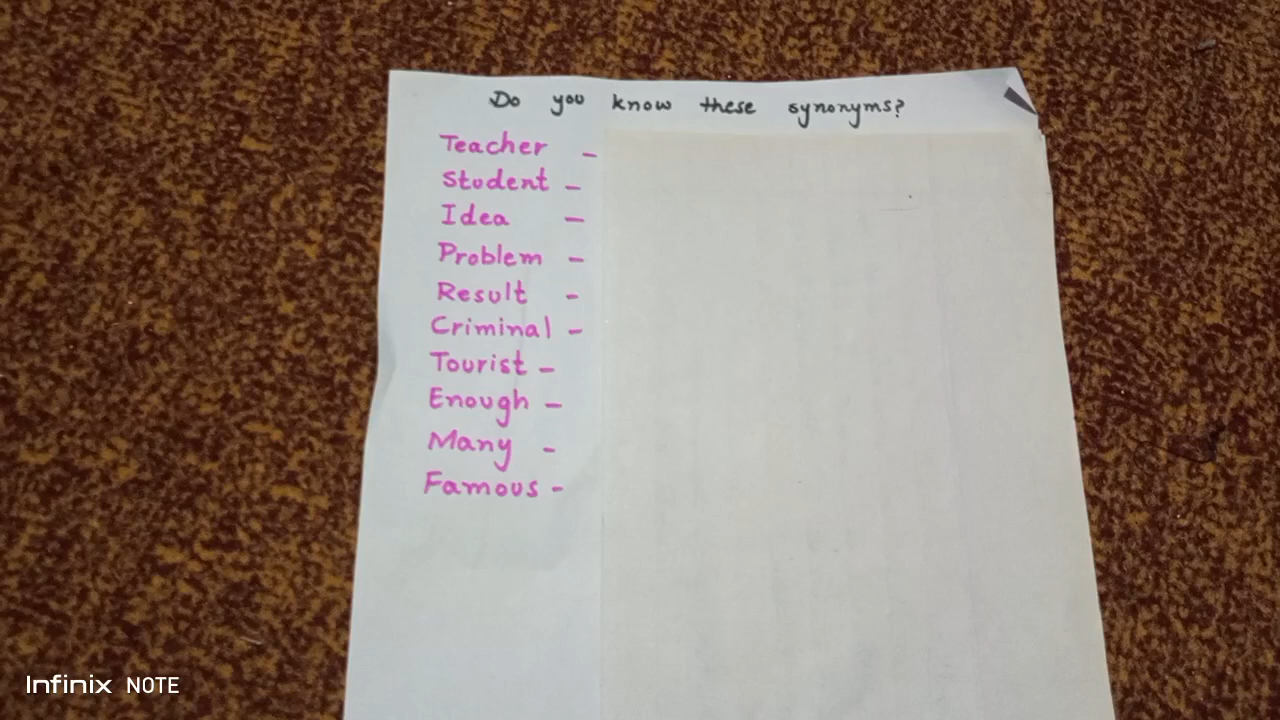 Do you know these synonyms?
Teacher -
Student -
Idea -
Problem -
Result -
Criminal -
Tourist -
Enough -
Many -
Famous -
Infinix NOTE